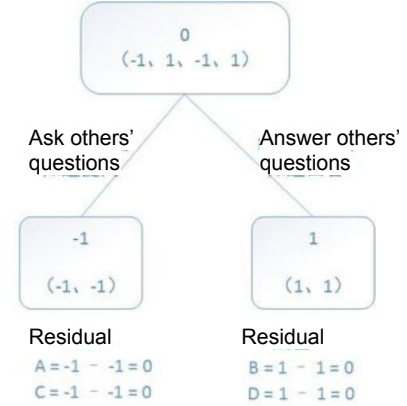 0
（-1、1、-1、1）
Ask others’
questions
Answer others’
questions
-1
（-1、-1）
1
（1、1）
Residual
A = -1 － -1 = 0
C = -1 － -1 = 0
Residual
B = 1 － 1 = 0
D = 1 － 1 = 0